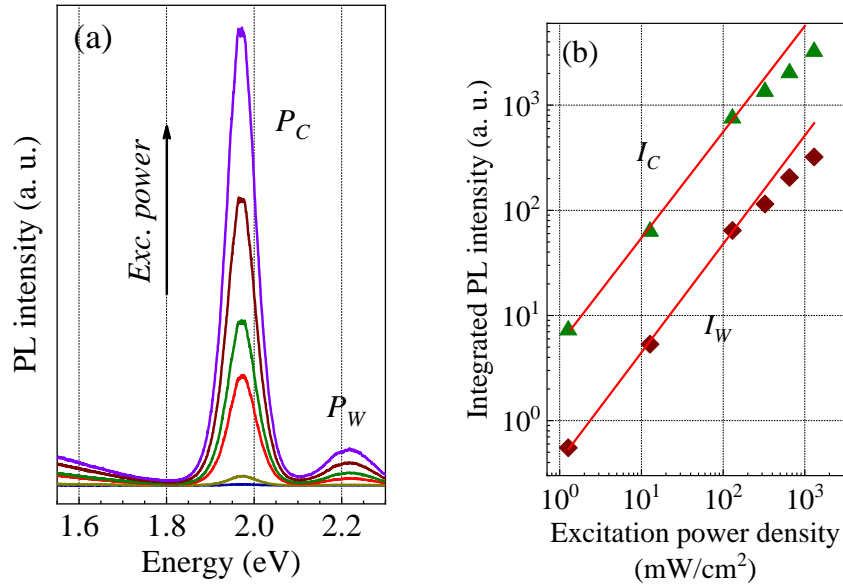 (a)
PL intensity (a. u.)
Exc. power
P_C
P_W
1.6
1.8
2.0
2.2
Energy (eV)
(b)
Integrated PL intensity (a. u.)
10^3
10^2
10^1
10^0
I_C
I_W
10^0
10^1
10^2
10^3
Excitation power density
(mW/cm^2)